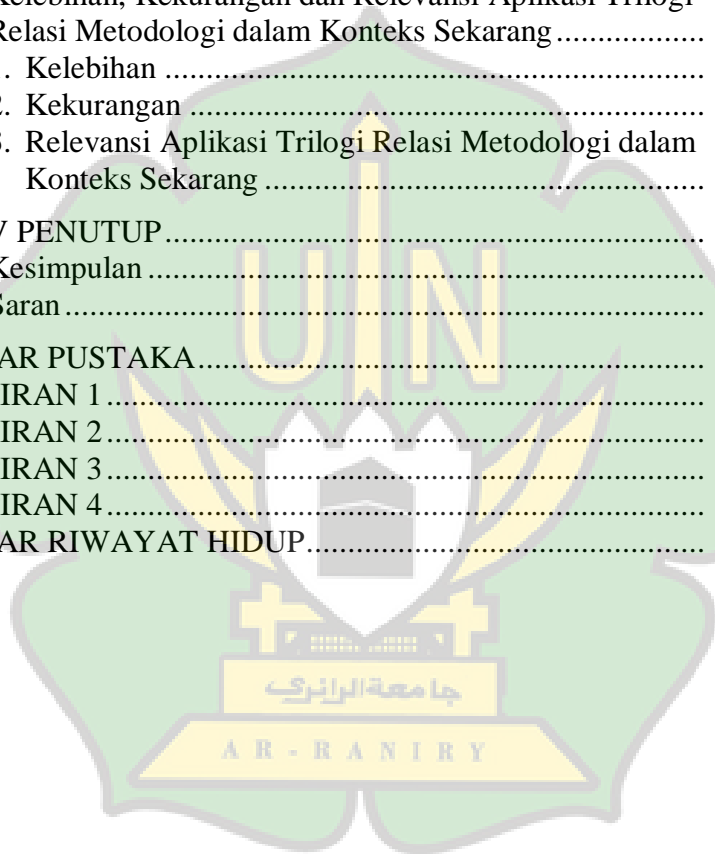 Kelebihan, Kekurangan dan Relevansi Aplikasi Trilogi
Relasi Metodologi dalam Konteks Sekarang ..................
. Kelebihan ..................................................................
. Kekurangan ...............................................................
. Relevansi Aplikasi Trilogi Relasi Metodologi dalam
Konteks Sekarang ......................................................
PENUTUP..................................................................
Kesimpulan ....................................................................
Saran ..............................................................................
AR PUSTAKA..............................................................
IRAN 1 .........................................................................
IRAN 2 .........................................................................
IRAN 3 .........................................................................
IRAN 4 .........................................................................
AR RIWAYAT HIDUP................................................
UIN
جامعة الرانري
AR-RANIRY